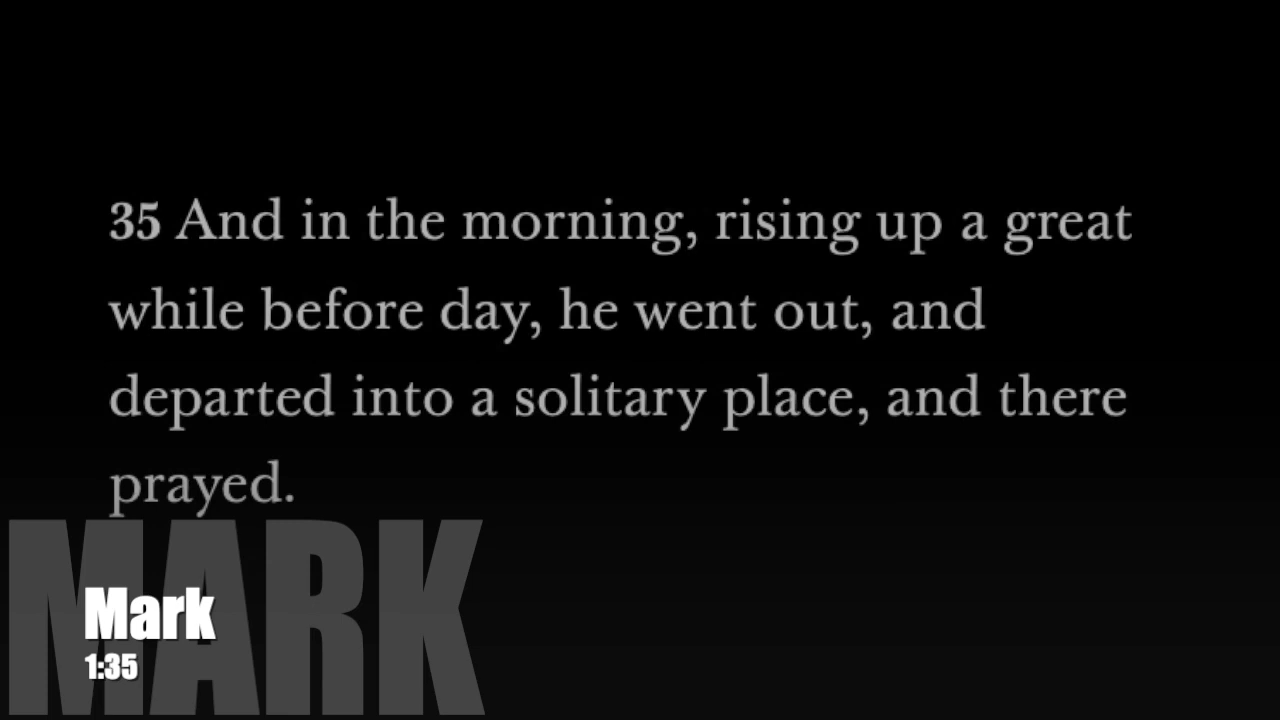 35 And in the morning, rising up a great
while before day, he went out, and
departed into a solitary place, and there
prayed.
MARK
Mark
1:35